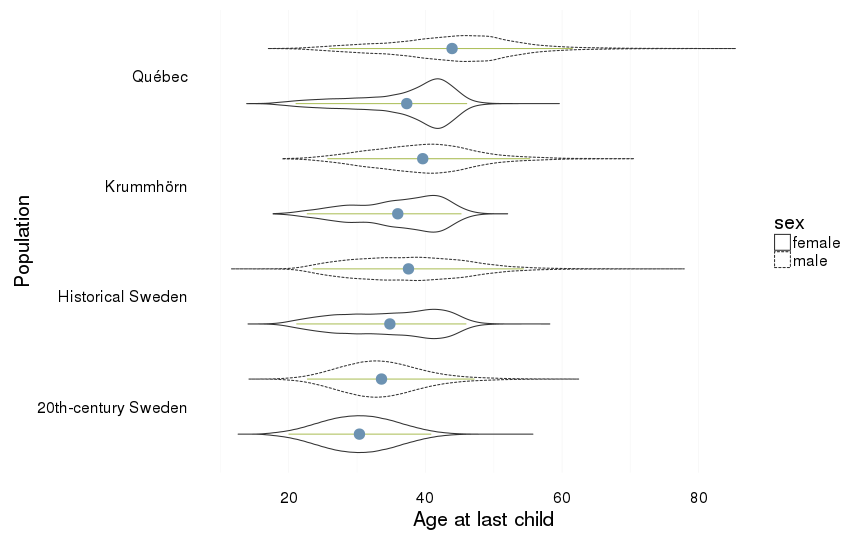 Québec
Krummhörn
Historical Sweden
20th-century Sweden
Population
20 40 60 80
Age at last child
sex
female
male